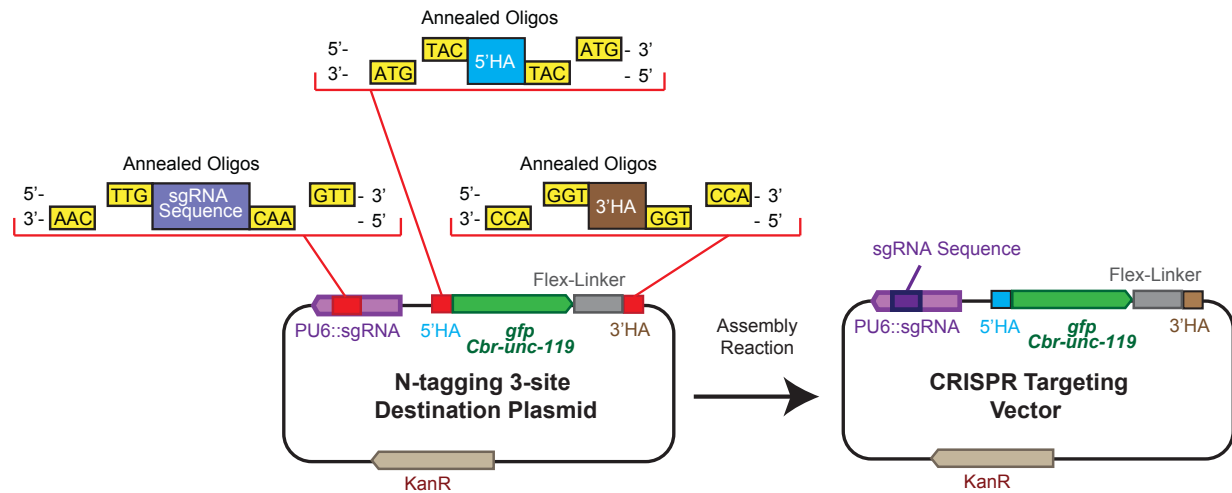 Annealed Oligos
5'-
TAC
5'HA
ATG
- 3'
3'-
ATG
TAC
- 5'
Annealed Oligos
5'-
TTG
sgRNA
Sequence
GTT
- 3'
3'-
AAC
CAA
- 5'
Annealed Oligos
5'-
GGT
3'HA
CCA
- 3'
3'-
CCA
GGT
- 5'
Flex-Linker
PU6::sgRNA
5'HA
gfp
Cbr-unc-119
3'HA
N-tagging 3-site
Destination Plasmid
KanR
Assembly
Reaction
sgRNA Sequence
Flex-Linker
PU6::sgRNA
5'HA
gfp
Cbr-unc-119
3'HA
CRISPR Targeting
Vector
KanR